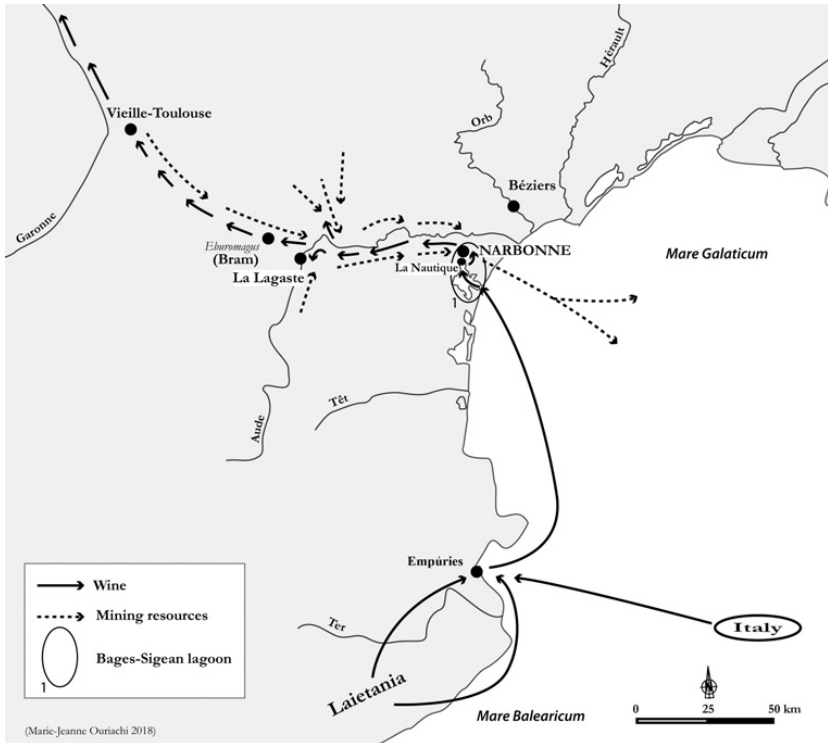 Hérault
Orb
Vieille-Toulouse
Béziers
Garonne
Eburomagus
(Bram)
NARBONNE
Mare Galaticum
La Nautique
La Lagaste
1
Têt
Aude
Empúries
Wine
Mining resources
Ter
Italy
Bages-Sigean lagoon
1
N
Laietania
0 25 50 km
Mare Balearicum
(Marie-Jeanne Ouriachi 2018)